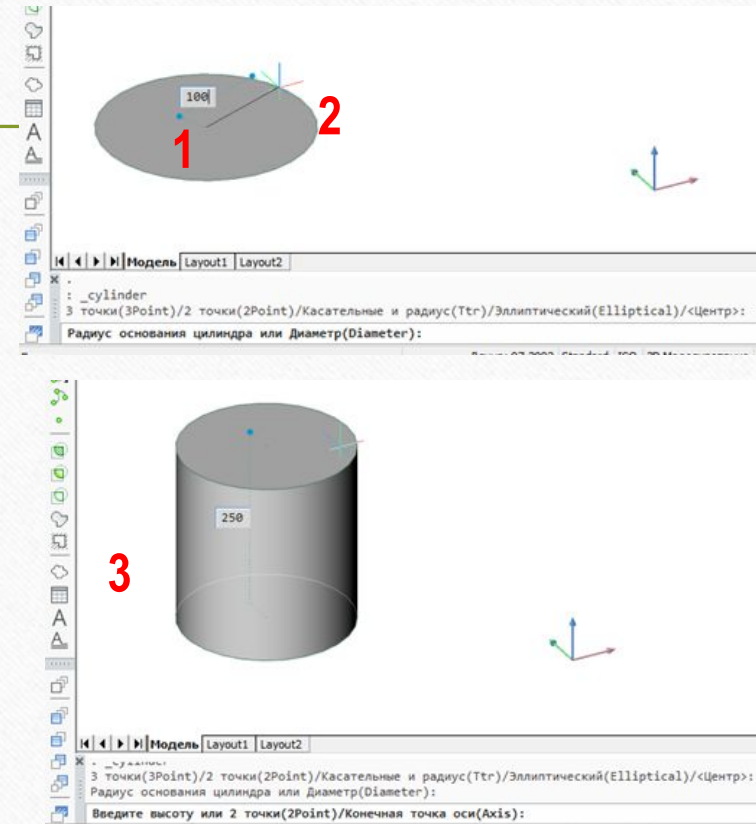 100
1
2
Модель Layout1 Layout2
: _cylinder
3 точки(3Point)/2 точки(2Point)/Касательные и радиус(Ttr)/Эллиптический(Elliptical)/<Центр>:
Радиус основания цилиндра или Диаметр(Diameter):
250
3
A
A
Модель Layout1 Layout2
3 точки(3Point)/2 точки(2Point)/Касательные и радиус(Ttr)/Эллиптический(Elliptical)/<Центр>:
Радиус основания цилиндра или Диаметр(Diameter):
Введите высоту или 2 точки(2Point)/Конечная точка оси(Axis):